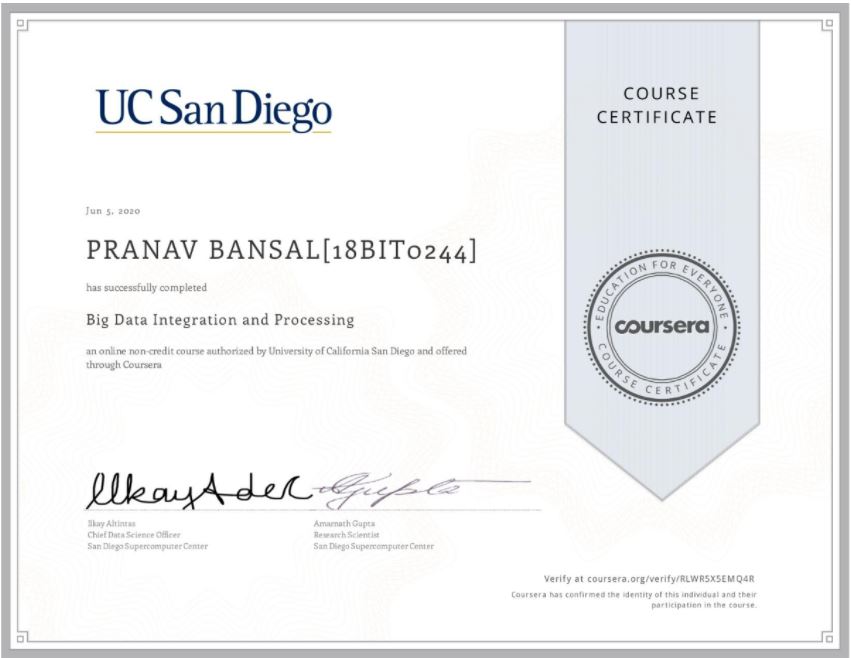 UC San Diego
COURSE
CERTIFICATE
Jun 5, 2020
PRANAV BANSAL[18BIT0244]
has successfully completed
Big Data Integration and Processing
an online non-credit course authorized by University of California San Diego and offered
through Coursera
EDUCATION FOR EVERYONE
coursera
COURSE CERTIFICATE
Ilkay Altintas
Chief Data Science Officer
San Diego Supercomputer Center
Amarnath Gupta
Research Scientist
San Diego Supercomputer Center
Verify at coursera.org/verify/RLWR5X5EMQ4R
Coursera has confirmed the identity of this individual and their
participation in the course.